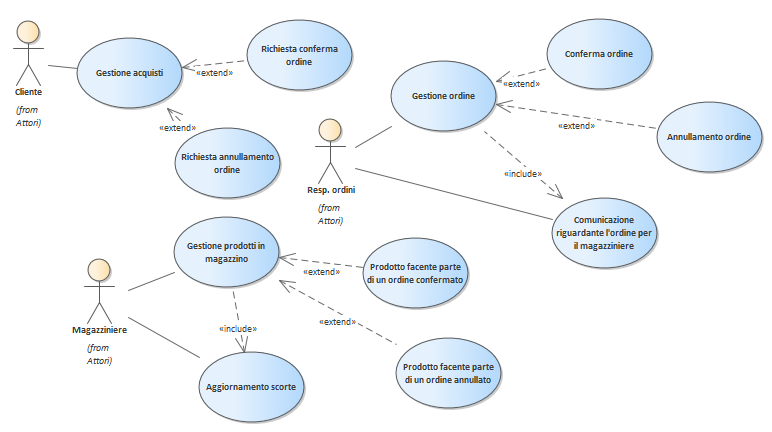 Cliente
(from
Attori)
Gestione acquisti
«extend»
Richiesta conferma
ordine
«extend»
Richiesta annullamento
ordine
Resp. ordini
(from
Attori)
Gestione ordine
«extend»
Conferma ordine
«extend»
Annullamento ordine
«include»
Comunicazione
riguardante l'ordine per
il magazziniere
Magazziniere
(from
Attori)
Gestione prodotti in
magazzino
«extend»
Prodotto facente parte
di un ordine confermato
«extend»
Prodotto facente parte
di un ordine annullato
«include»
Aggiornamento scorte